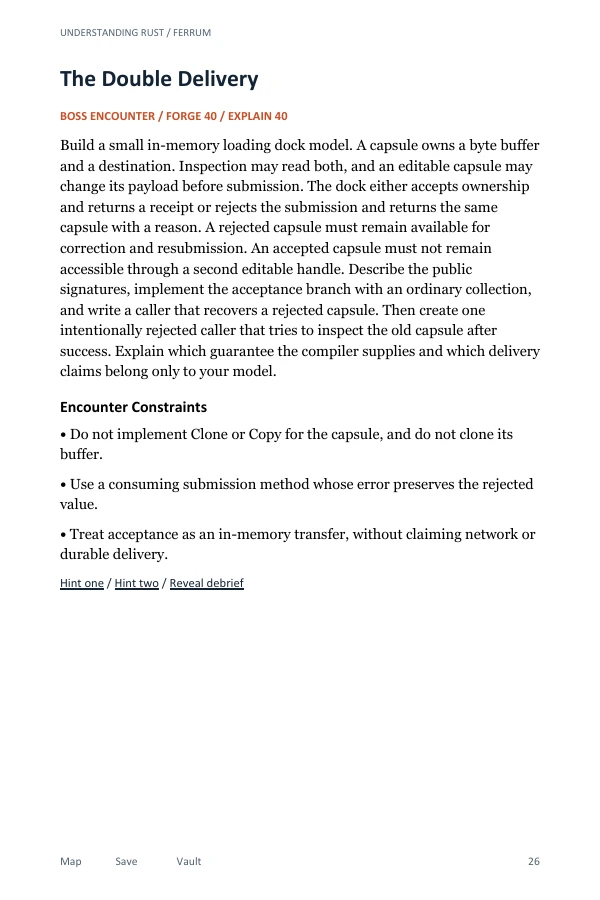 UNDERSTANDING RUST / FERRUM
The Double Delivery
BOSS ENCOUNTER / FORGE 40 / EXPLAIN 40
Build a small in-memory loading dock model. A capsule owns a byte buffer
and a destination. Inspection may read both, and an editable capsule may
change its payload before submission. The dock either accepts ownership
and returns a receipt or rejects the submission and returns the same
capsule with a reason. A rejected capsule must remain available for
correction and resubmission. An accepted capsule must not remain
accessible through a second editable handle. Describe the public
signatures, implement the acceptance branch with an ordinary collection,
and write a caller that recovers a rejected capsule. Then create one
intentionally rejected caller that tries to inspect the old capsule after
success. Explain which guarantee the compiler supplies and which delivery
claims belong only to your model.
Encounter Constraints
• Do not implement Clone or Copy for the capsule, and do not clone its
buffer.
• Use a consuming submission method whose error preserves the rejected
value.
• Treat acceptance as an in-memory transfer, without claiming network or
durable delivery.
Hint one / Hint two / Reveal debrief
Map Save Vault 26